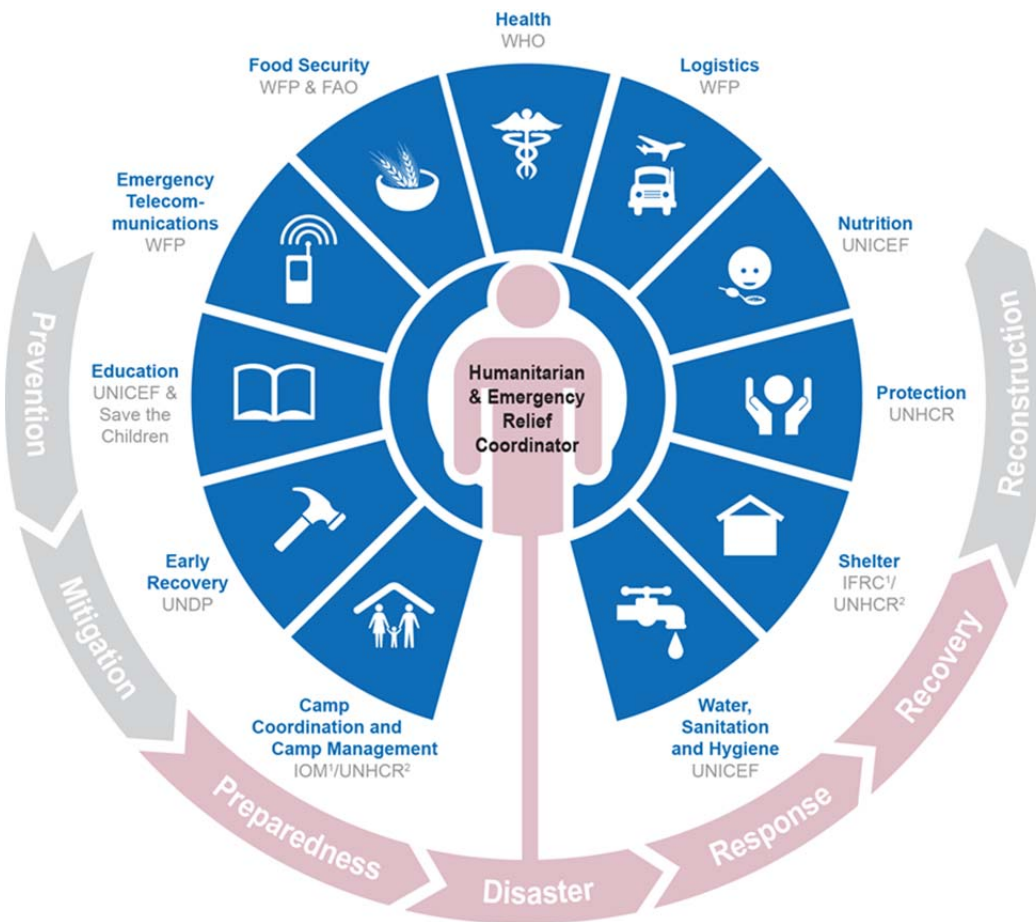 Health
WHO
Food Security
WFP & FAO
Logistics
WFP
Emergency
Telecom-
munications
WFP
Nutrition
UNICEF
Education
UNICEF &
Save the
Children
Protection
UNHCR
Early
Recovery
UNDP
Shelter
IFRC¹/
UNHCR²
Camp
Coordination and
Camp Management
IOM¹/UNHCR²
Water,
Sanitation
and Hygiene
UNICEF
Humanitarian
& Emergency
Relief
Coordinator
Prevention
Mitigation
Preparedness
Disaster
Response
Recovery
Reconstruction